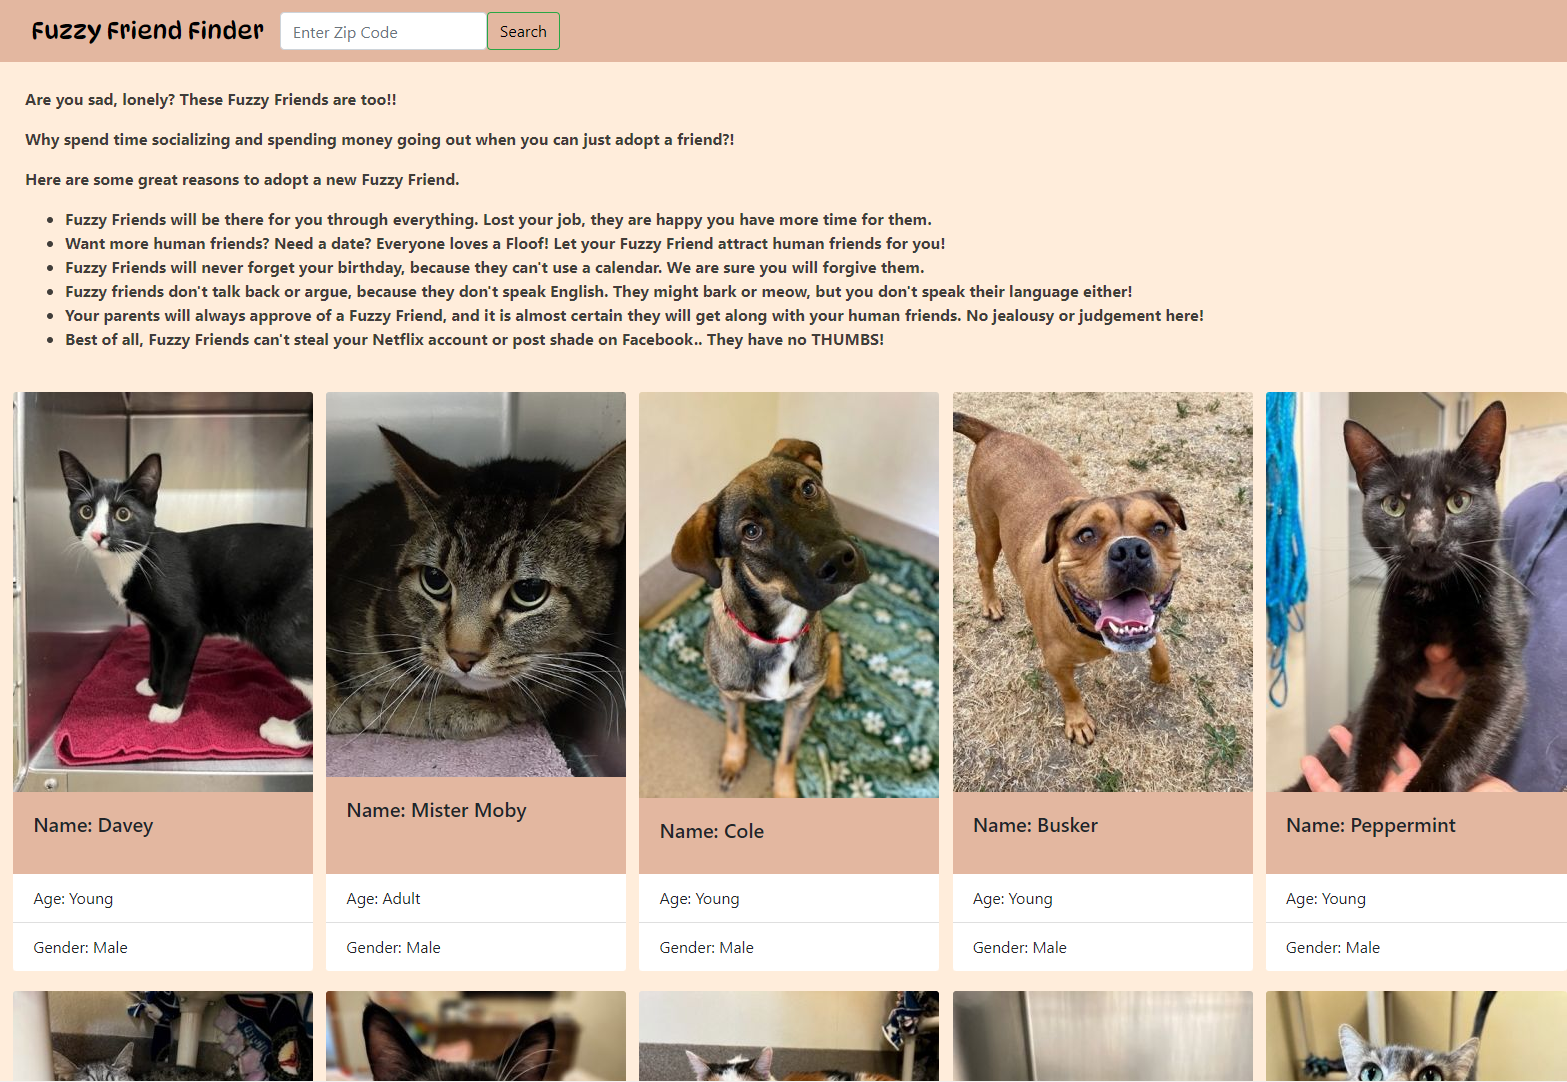 Fuzzy Friend Finder
Enter Zip Code
Search
Are you sad, lonely? These Fuzzy Friends are too!!
Why spend time socializing and spending money going out when you can just adopt a friend?!
Here are some great reasons to adopt a new Fuzzy Friend.
• Fuzzy Friends will be there for you through everything. Lost your job, they are happy you have more time for them.
• Want more human friends? Need a date? Everyone loves a Floof! Let your Fuzzy Friend attract human friends for you!
• Fuzzy Friends will never forget your birthday, because they can't use a calendar. We are sure you will forgive them.
• Fuzzy friends don't talk back or argue, because they don't speak English. They might bark or meow, but you don't speak their language either!
• Your parents will always approve of a Fuzzy Friend, and it is almost certain they will get along with your human friends. No jealousy or judgement here!
• Best of all, Fuzzy Friends can't steal your Netflix account or post shade on Facebook.. They have no THUMBS!
Name: Davey
Age: Young
Gender: Male
Name: Mister Moby
Age: Adult
Gender: Male
Name: Cole
Age: Young
Gender: Male
Name: Busker
Age: Young
Gender: Male
Name: Peppermint
Age: Young
Gender: Male